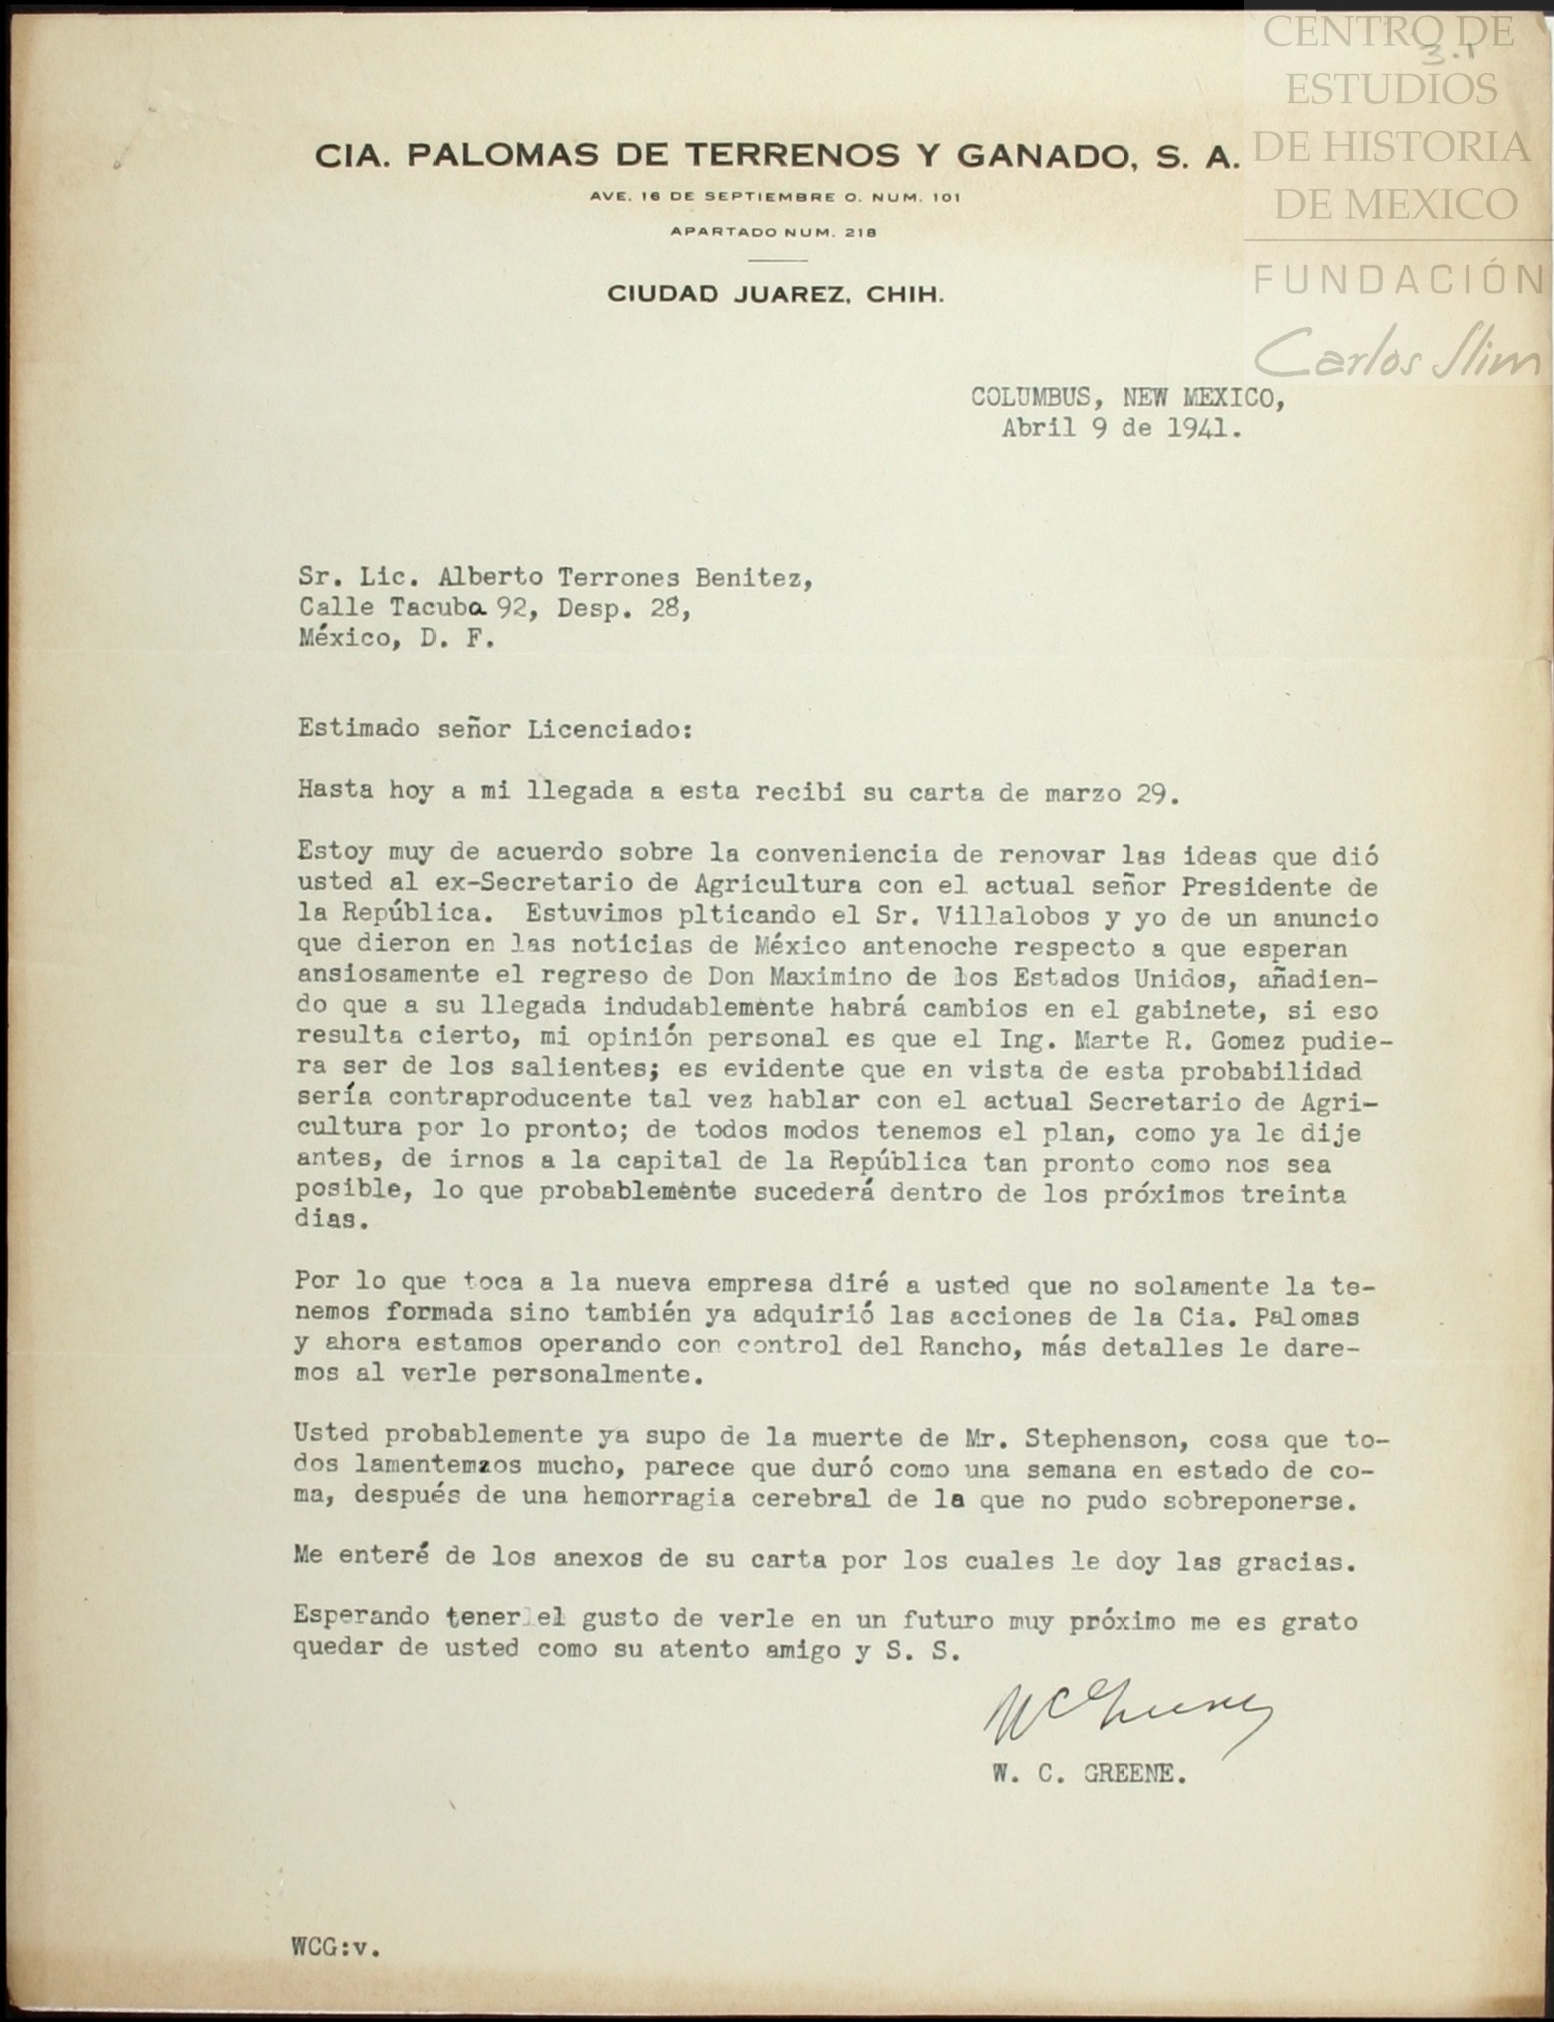 CENTRO DE
ESTUDIOS
DE HISTORIA
DE MEXICO
FUNDACIÓN
Carlos Slim
3.1
CIA. PALOMAS DE TERRENOS Y GANADO, S. A.
AVE. 16 DE SEPTIEMBRE O. NUM. 101
APARTADO NUM. 218
CIUDAD JUAREZ, CHIH.
COLUMBUS, NEW MEXICO,
Abril 9 de 1941.
Sr. Lic. Alberto Terrones Benitez,
Calle Tacuba 92, Desp. 28,
México, D. F.
Estimado señor Licenciado:
Hasta hoy a mi llegada a esta recibi su carta de marzo 29.
Estoy muy de acuerdo sobre la conveniencia de renovar las ideas que dió
usted al ex-Secretario de Agricultura con el actual señor Presidente de
la República. Estuvimos plticando el Sr. Villalobos y yo de un anuncio
que dieron en las noticias de México antenoche respecto a que esperan
ansiosamente el regreso de Don Maximino de los Estados Unidos, añadien-
do que a su llegada indudablemente habrá cambios en el gabinete, si eso
resulta cierto, mi opinión personal es que el Ing. Marte R. Gomez pudie-
ra ser de los salientes; es evidente que en vista de esta probabilidad
sería contraproducente tal vez hablar con el actual Secretario de Agri-
cultura por lo pronto; de todos modos tenemos el plan, como ya le dije
antes, de irnos a la capital de la República tan pronto como nos sea
posible, lo que probablemente sucederá dentro de los próximos treinta
dias.
Por lo que toca a la nueva empresa diré a usted que no solamente la te-
nemos formada sino también ya adquirió las acciones de la Cia. Palomas
y ahora estamos operando con control del Rancho, más detalles le dare-
mos al verle personalmente.
Usted probablemente ya supo de la muerte de Mr. Stephenson, cosa que to-
dos lamentemzos mucho, parece que duró como una semana en estado de co-
ma, después de una hemorragia cerebral de la que no pudo sobreponerse.
Me enteré de los anexos de su carta por los cuales le doy las gracias.
Esperando tener el gusto de verle en un futuro muy próximo me es grato
quedar de usted como su atento amigo y S. S.
WCGreene
W. C. GREENE.
WCG:v.